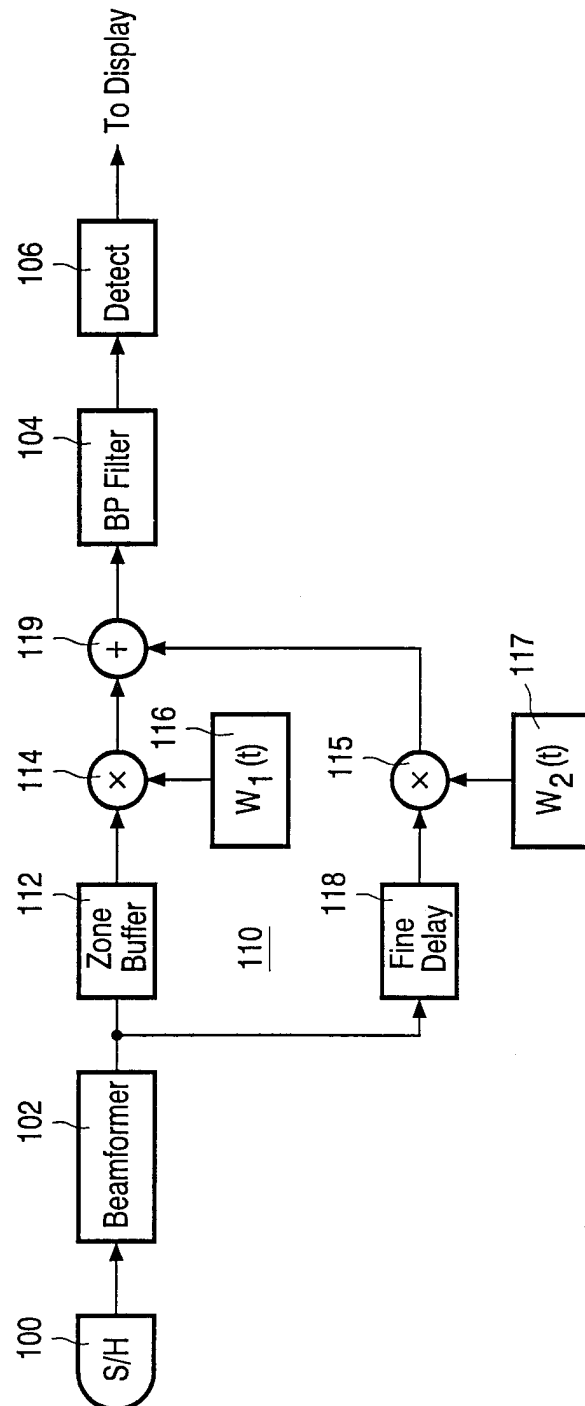 100
S/H
102
Beamformer
112
Zone
Buffer
114
×
116
W1(t)
119
+
104
BP Filter
106
Detect
To Display
110
118
Fine
Delay
115
×
117
W2(t)